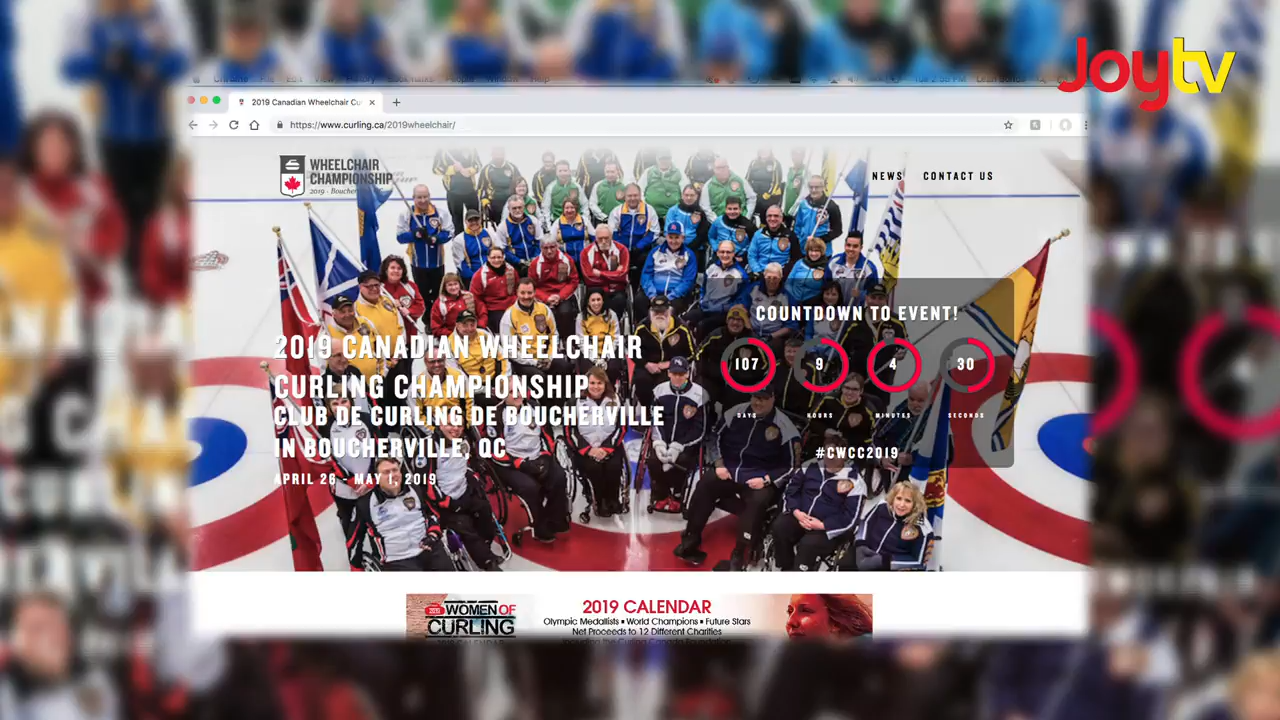 Joytv
2019 Canadian Wheelchair Cu
https://www.curling.ca/2019wheelchair/
WHEELCHAIR
CHAMPIONSHIP
NEWS
CONTACT US
COUNTDOWN TO EVENT!
2019 CANADIAN WHEELCHAIR
CURLING CHAMPIONSHIP
CLUB DE CURLING DE BOUCHERVILLE
IN BOUCHERVILLE, QC
APRIL 26 - MAY 1, 2019
107
9
4
30
DAYS
HOURS
MINUTES
SECONDS
#CWCC2019
WOMEN OF
CURLING
2019 CALENDAR
Olympic Medallists • World Champions • Future Stars
Net Proceeds to 12 Different Charities